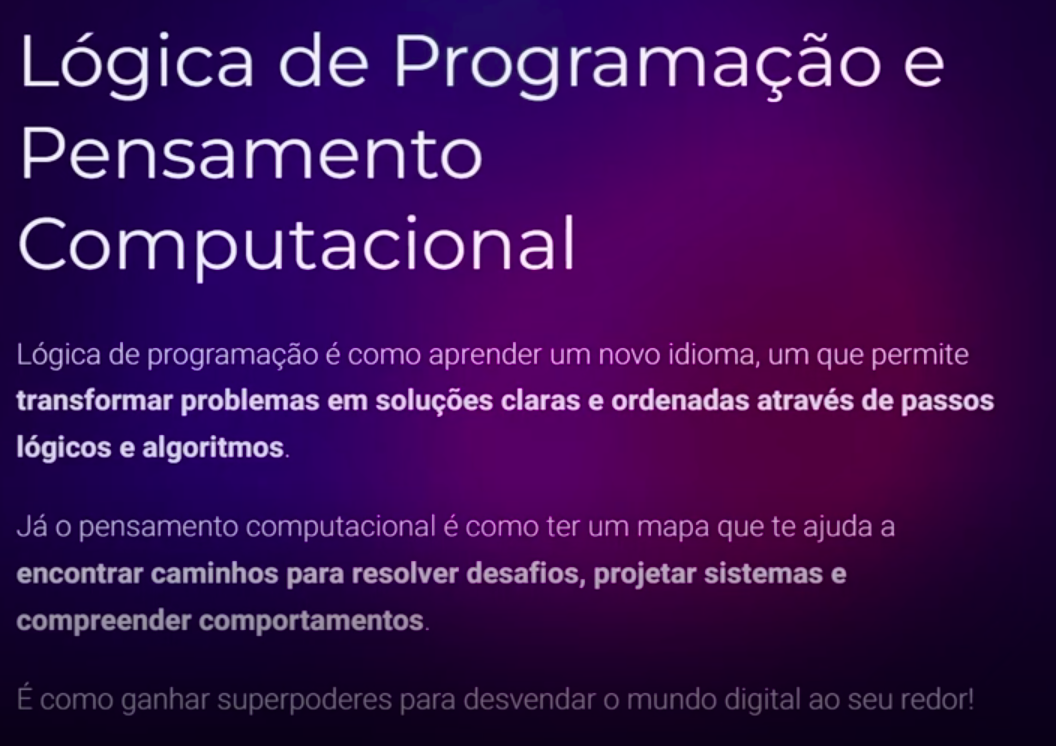 Lógica de Programação e
Pensamento
Computacional
Lógica de programação é como aprender um novo idioma, um que permite
transformar problemas em soluções claras e ordenadas através de passos
lógicos e algoritmos.
Já o pensamento computacional é como ter um mapa que te ajuda a
encontrar caminhos para resolver desafios, projetar sistemas e
compreender comportamentos.
É como ganhar superpoderes para desvendar o mundo digital ao seu redor!